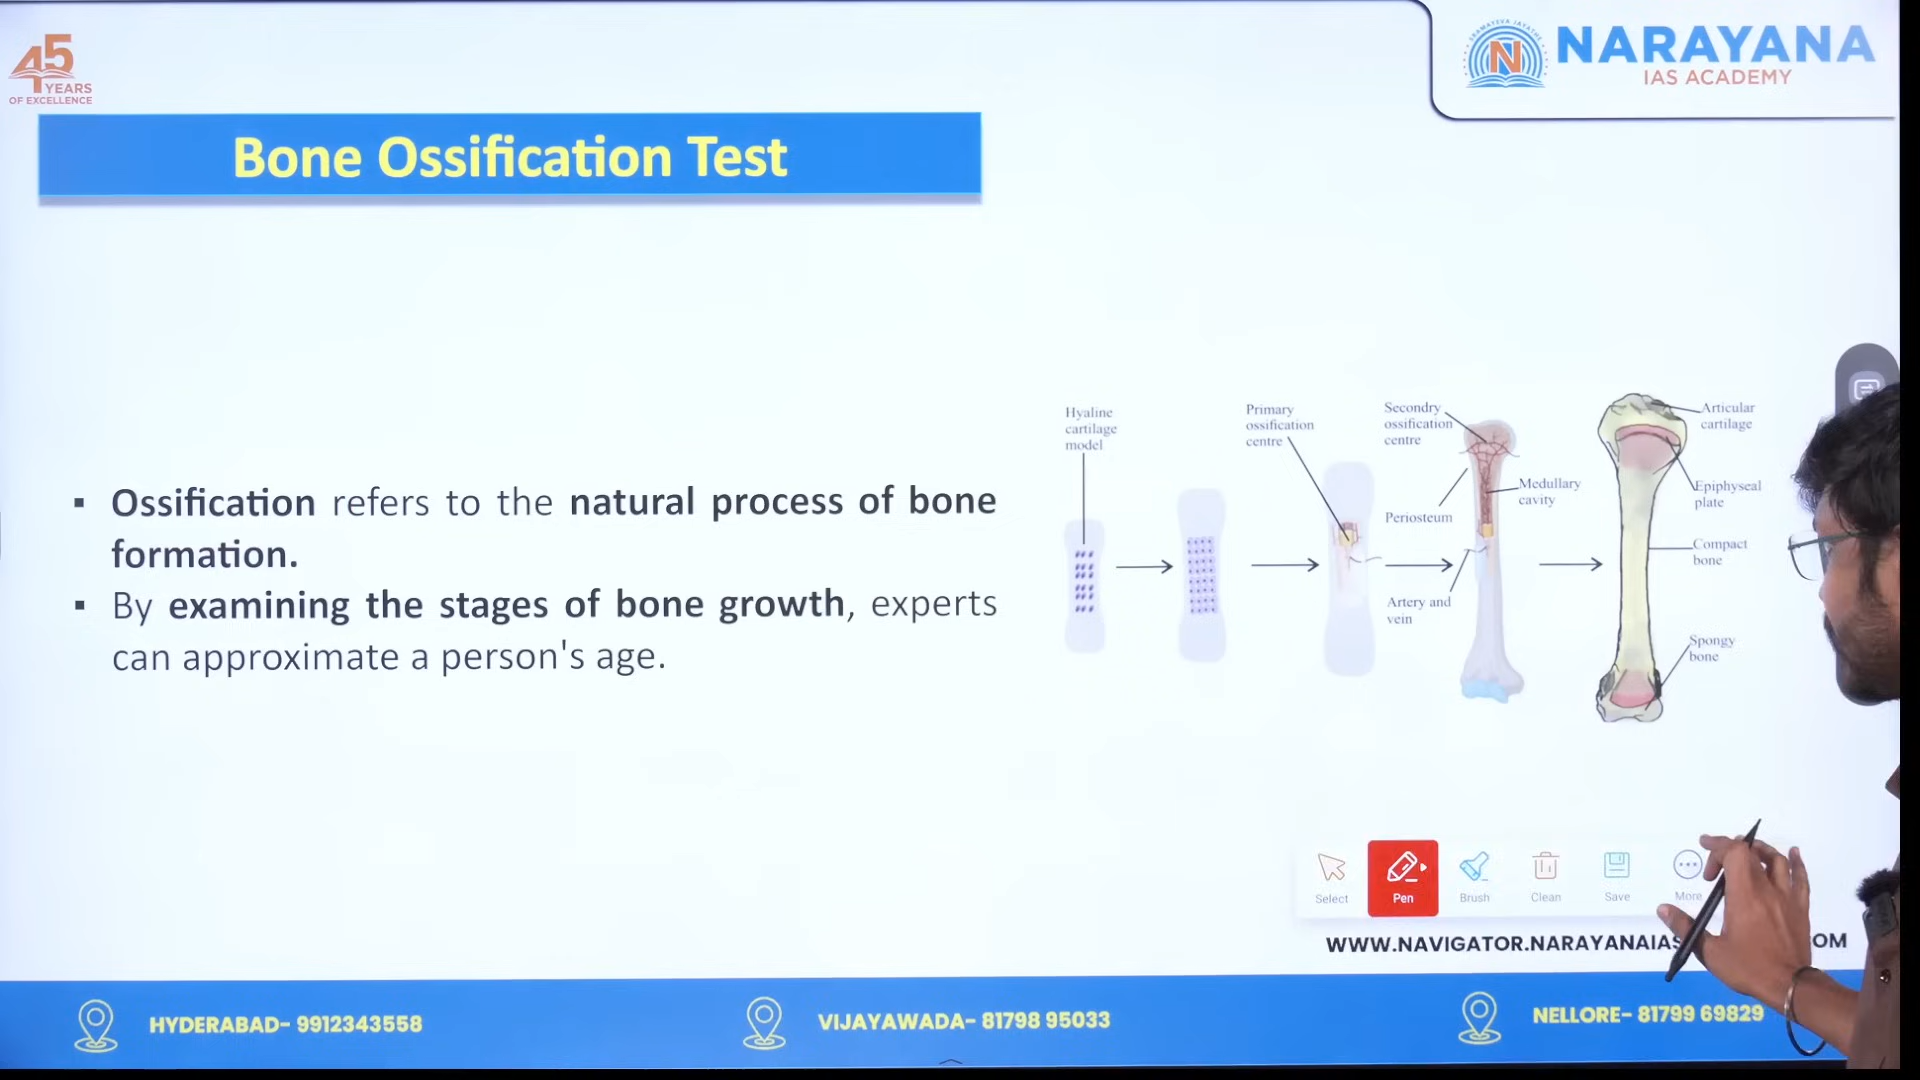 45
YEARS
OF EXCELLENCE
NARAYANA
IAS ACADEMY
Bone Ossification Test
▪ Ossification refers to the natural process of bone
formation.
▪ By examining the stages of bone growth, experts
can approximate a person's age.
Hyaline
cartilage
model
Primary
ossification
centre
Secondry
ossification
centre
Periosteum
Medullary
cavity
Artery and
vein
Articular
cartilage
Epiphyseal
plate
Compact
bone
Spongy
bone
Select
Pen
Brush
Clean
Save
More
WWW.NAVIGATOR.NARAYANAIAS OM
HYDERABAD- 9912343558
VIJAYAWADA- 81798 95033
NELLORE- 81799 69829